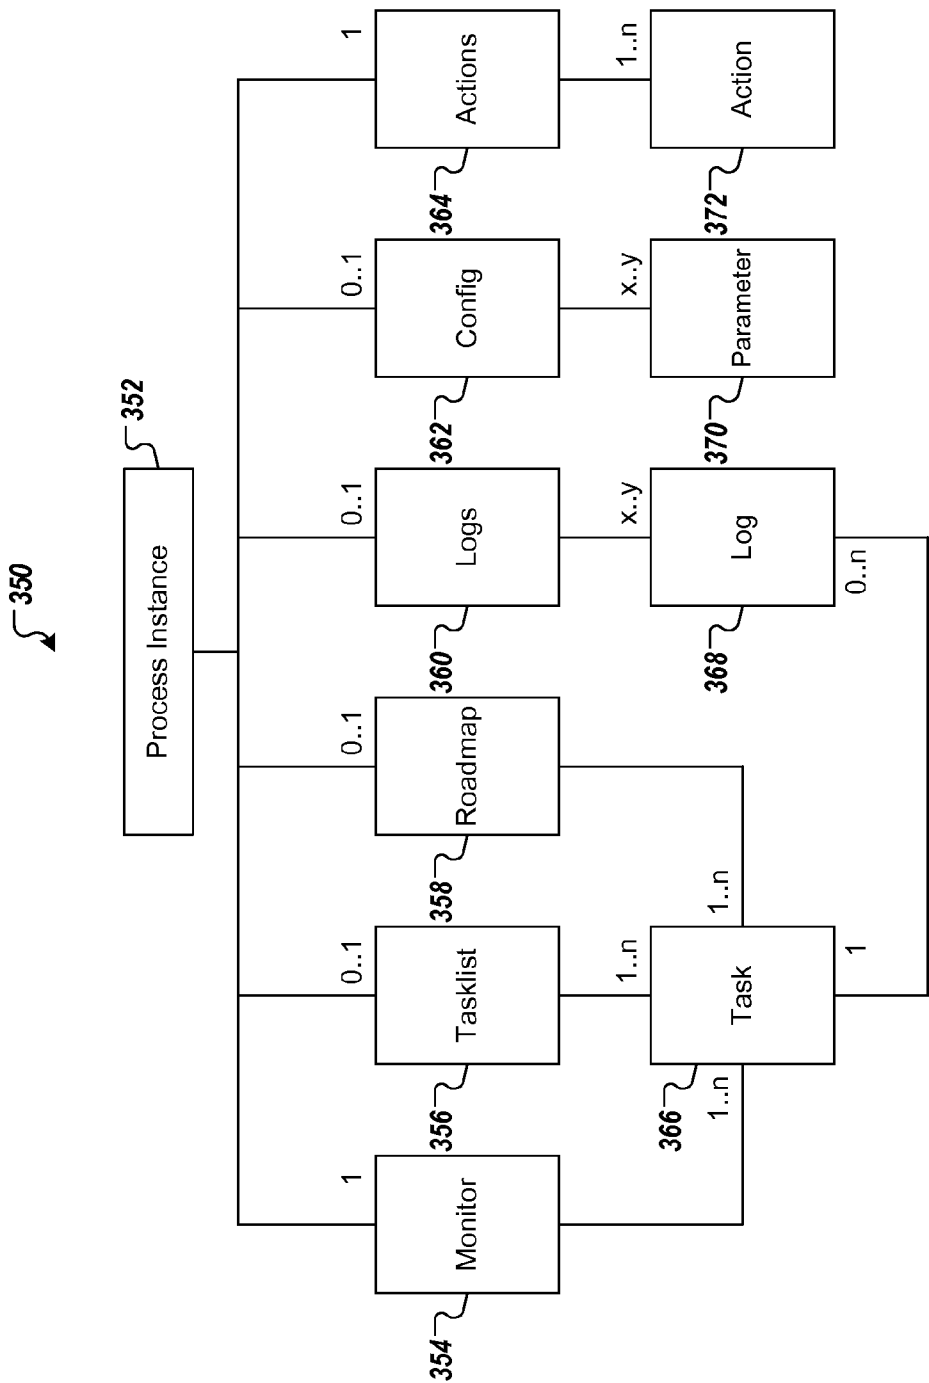 350
Process Instance
352
1
0..1
0..1
0..1
0..1
1
354
Monitor
356
Tasklist
358
Roadmap
360
Logs
362
Config
364
Actions
1..n
1..n
1..n
x..y
x..y
1..n
366
Task
368
Log
370
Parameter
372
Action
1
0..n